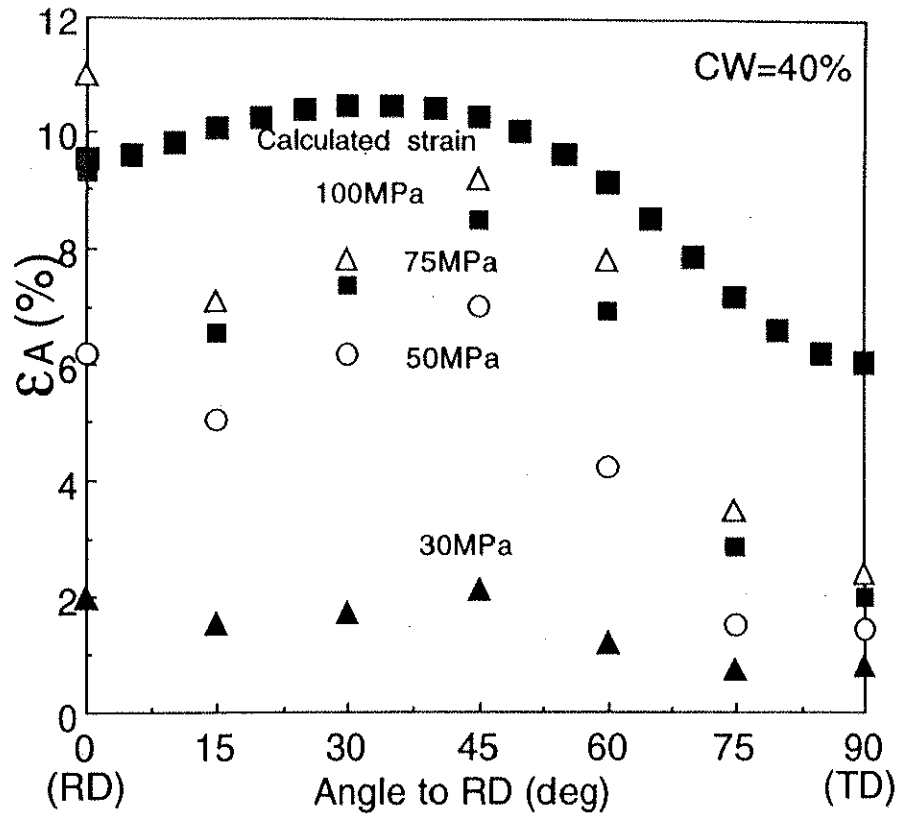 12
CW=40%
10
Calculated strain
100MPa
8
75MPa
εA (%)
50MPa
6
4
30MPa
2
0
0 15 30 45 60 75 90
(RD) Angle to RD (deg) (TD)